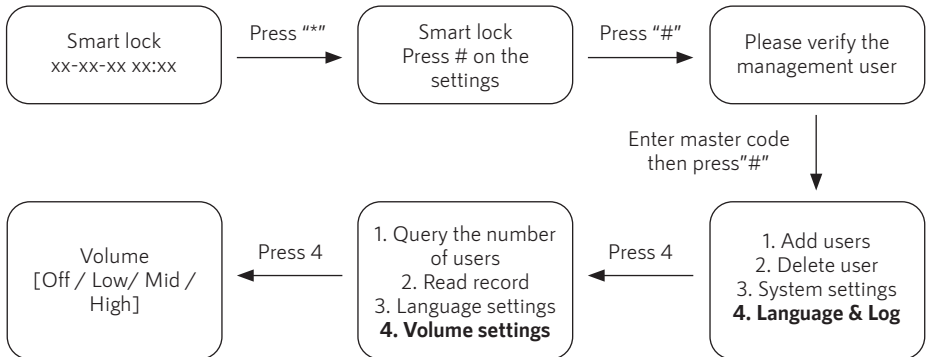 Smart lock
xx-xx-xx xx:xx
Press “*”
Smart lock
Press # on the
settings
Press “#”
Please verify the
management user
Enter master code
then press”#”
1. Add users
2. Delete user
3. System settings
4. Language & Log
Press 4
1. Query the number
of users
2. Read record
3. Language settings
4. Volume settings
Press 4
Volume
[Off / Low/ Mid /
High]